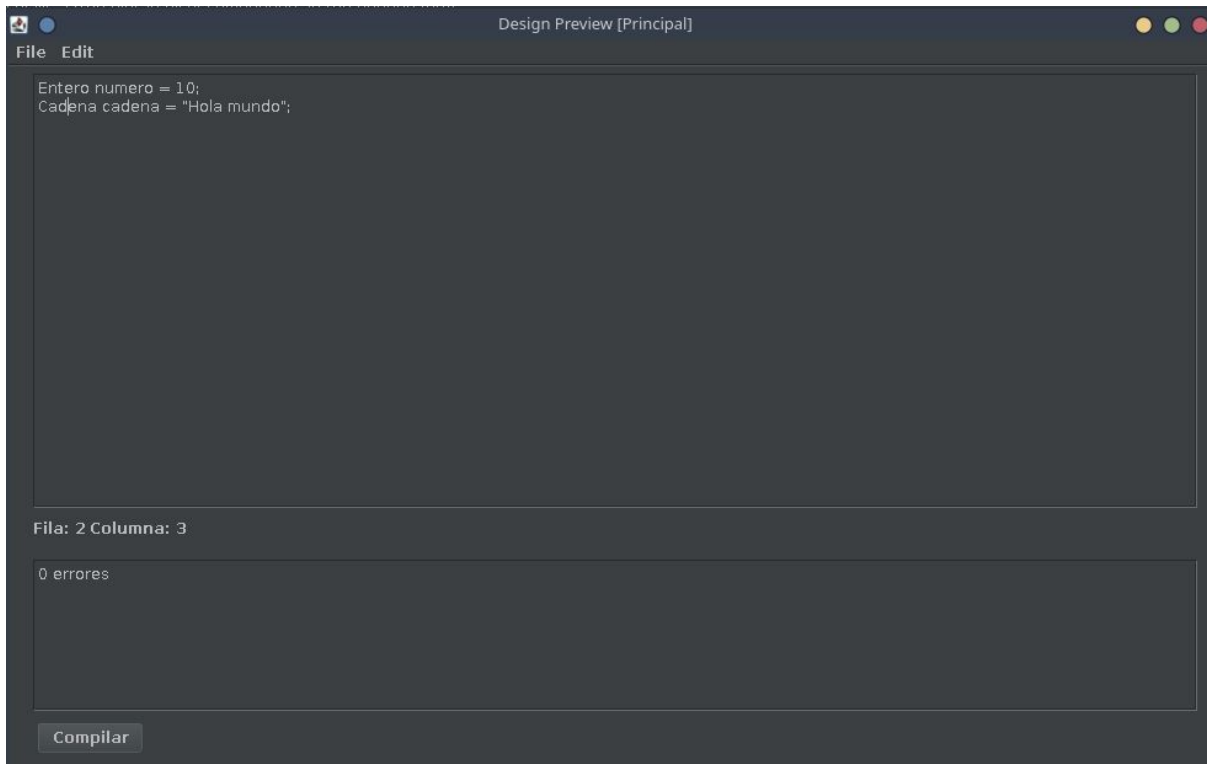 Design Preview [Principal]
File Edit
Entero numero = 10;
Cadena cadena = "Hola mundo";
Fila: 2 Columna: 3
0 errores
Compilar